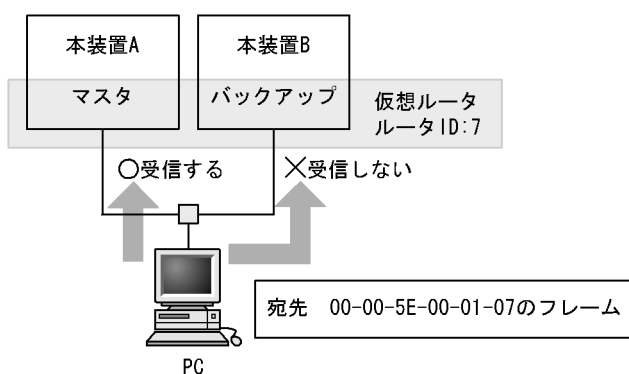 本装置A
本装置B
マスタ
バックアップ
仮想ルータ
ルータID:7
○受信する
×受信しない
宛先 00-00-5E-00-01-07のフレーム
PC